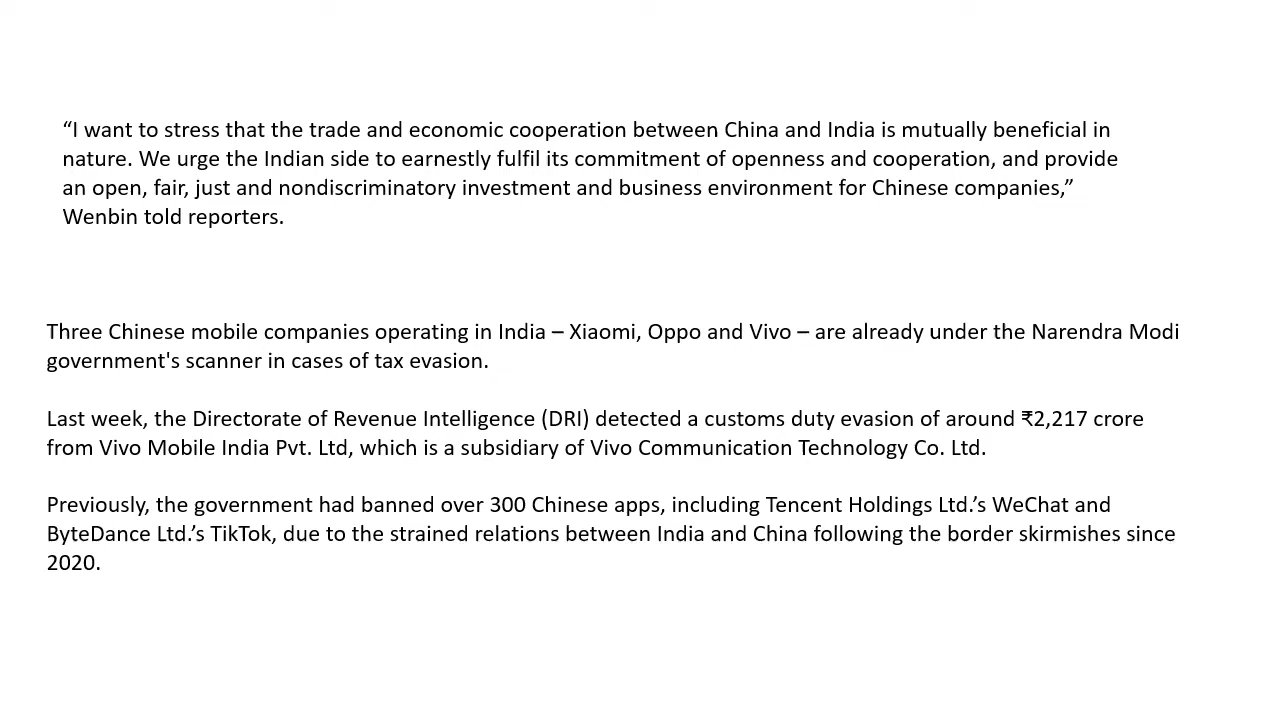 “I want to stress that the trade and economic cooperation between China and India is mutually beneficial in
nature. We urge the Indian side to earnestly fulfil its commitment of openness and cooperation, and provide
an open, fair, just and nondiscriminatory investment and business environment for Chinese companies,”
Wenbin told reporters.
Three Chinese mobile companies operating in India – Xiaomi, Oppo and Vivo – are already under the Narendra Modi
government's scanner in cases of tax evasion.
Last week, the Directorate of Revenue Intelligence (DRI) detected a customs duty evasion of around ₹2,217 crore
from Vivo Mobile India Pvt. Ltd, which is a subsidiary of Vivo Communication Technology Co. Ltd.
Previously, the government had banned over 300 Chinese apps, including Tencent Holdings Ltd.’s WeChat and
ByteDance Ltd.’s TikTok, due to the strained relations between India and China following the border skirmishes since
2020.